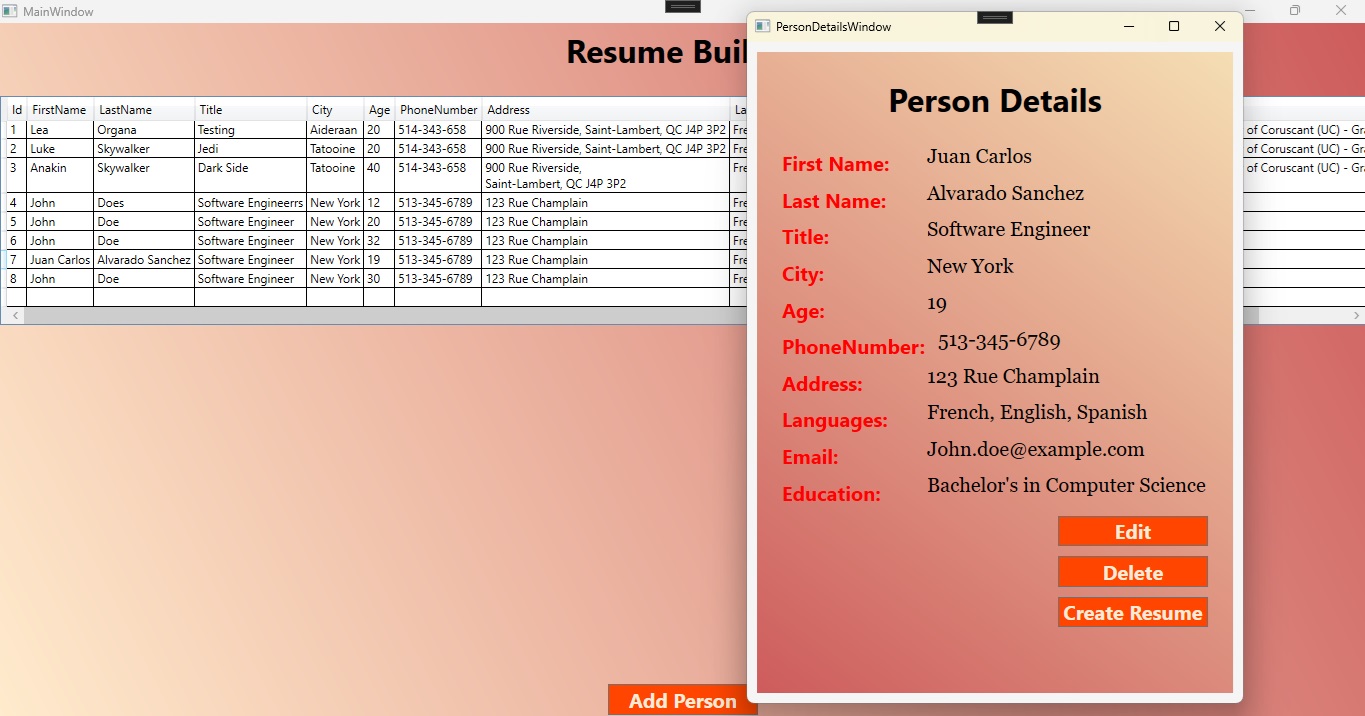 MainWindow
Resume Buil
Id FirstName LastName Title City Age PhoneNumber Address La
1 Lea Organa Testing Aideraan 20 514-343-658 900 Rue Riverside, Saint-Lambert, QC J4P 3P2 Fre of Coruscant (UC) - Gra
2 Luke Skywalker Jedi Tatooine 20 514-343-658 900 Rue Riverside, Saint-Lambert, QC J4P 3P2 Fre of Coruscant (UC) - Gra
3 Anakin Skywalker Dark Side Tatooine 40 514-343-658 900 Rue Riverside, Fre of Coruscant (UC) - Gra
Saint-Lambert, QC J4P 3P2
4 John Does Software Engineerrs New York 12 513-345-6789 123 Rue Champlain Fre
5 John Doe Software Engineer New York 20 513-345-6789 123 Rue Champlain Fre
6 John Doe Software Engineer New York 32 513-345-6789 123 Rue Champlain Fre
7 Juan Carlos Alvarado Sanchez Software Engineer New York 19 513-345-6789 123 Rue Champlain Fre
8 John Doe Software Engineer New York 30 513-345-6789 123 Rue Champlain Fre
Add Person
PersonDetailsWindow
Person Details
First Name: Juan Carlos
Last Name: Alvarado Sanchez
Title: Software Engineer
City: New York
Age: 19
PhoneNumber: 513-345-6789
Address: 123 Rue Champlain
Languages: French, English, Spanish
Email: John.doe@example.com
Education: Bachelor's in Computer Science
Edit
Delete
Create Resume